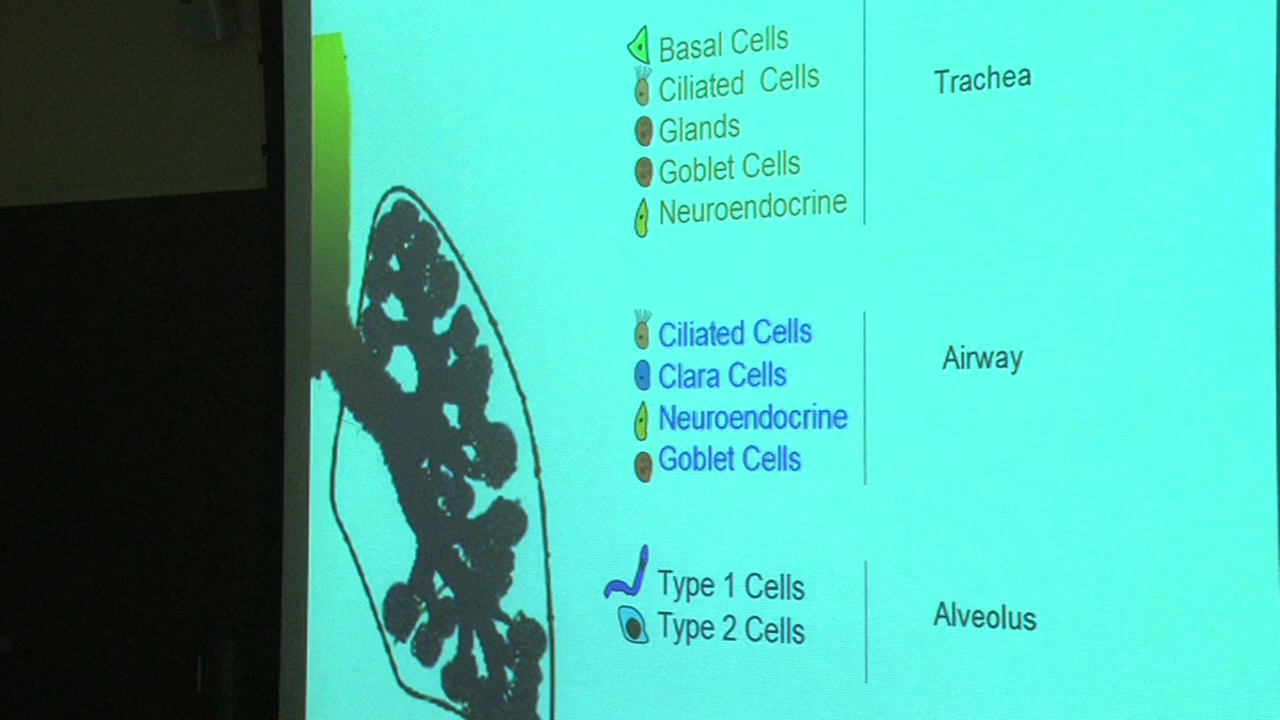 Basal Cells
Ciliated Cells
Glands
Goblet Cells
Neuroendocrine
Trachea
Ciliated Cells
Clara Cells
Neuroendocrine
Goblet Cells
Airway
Type 1 Cells
Type 2 Cells
Alveolus